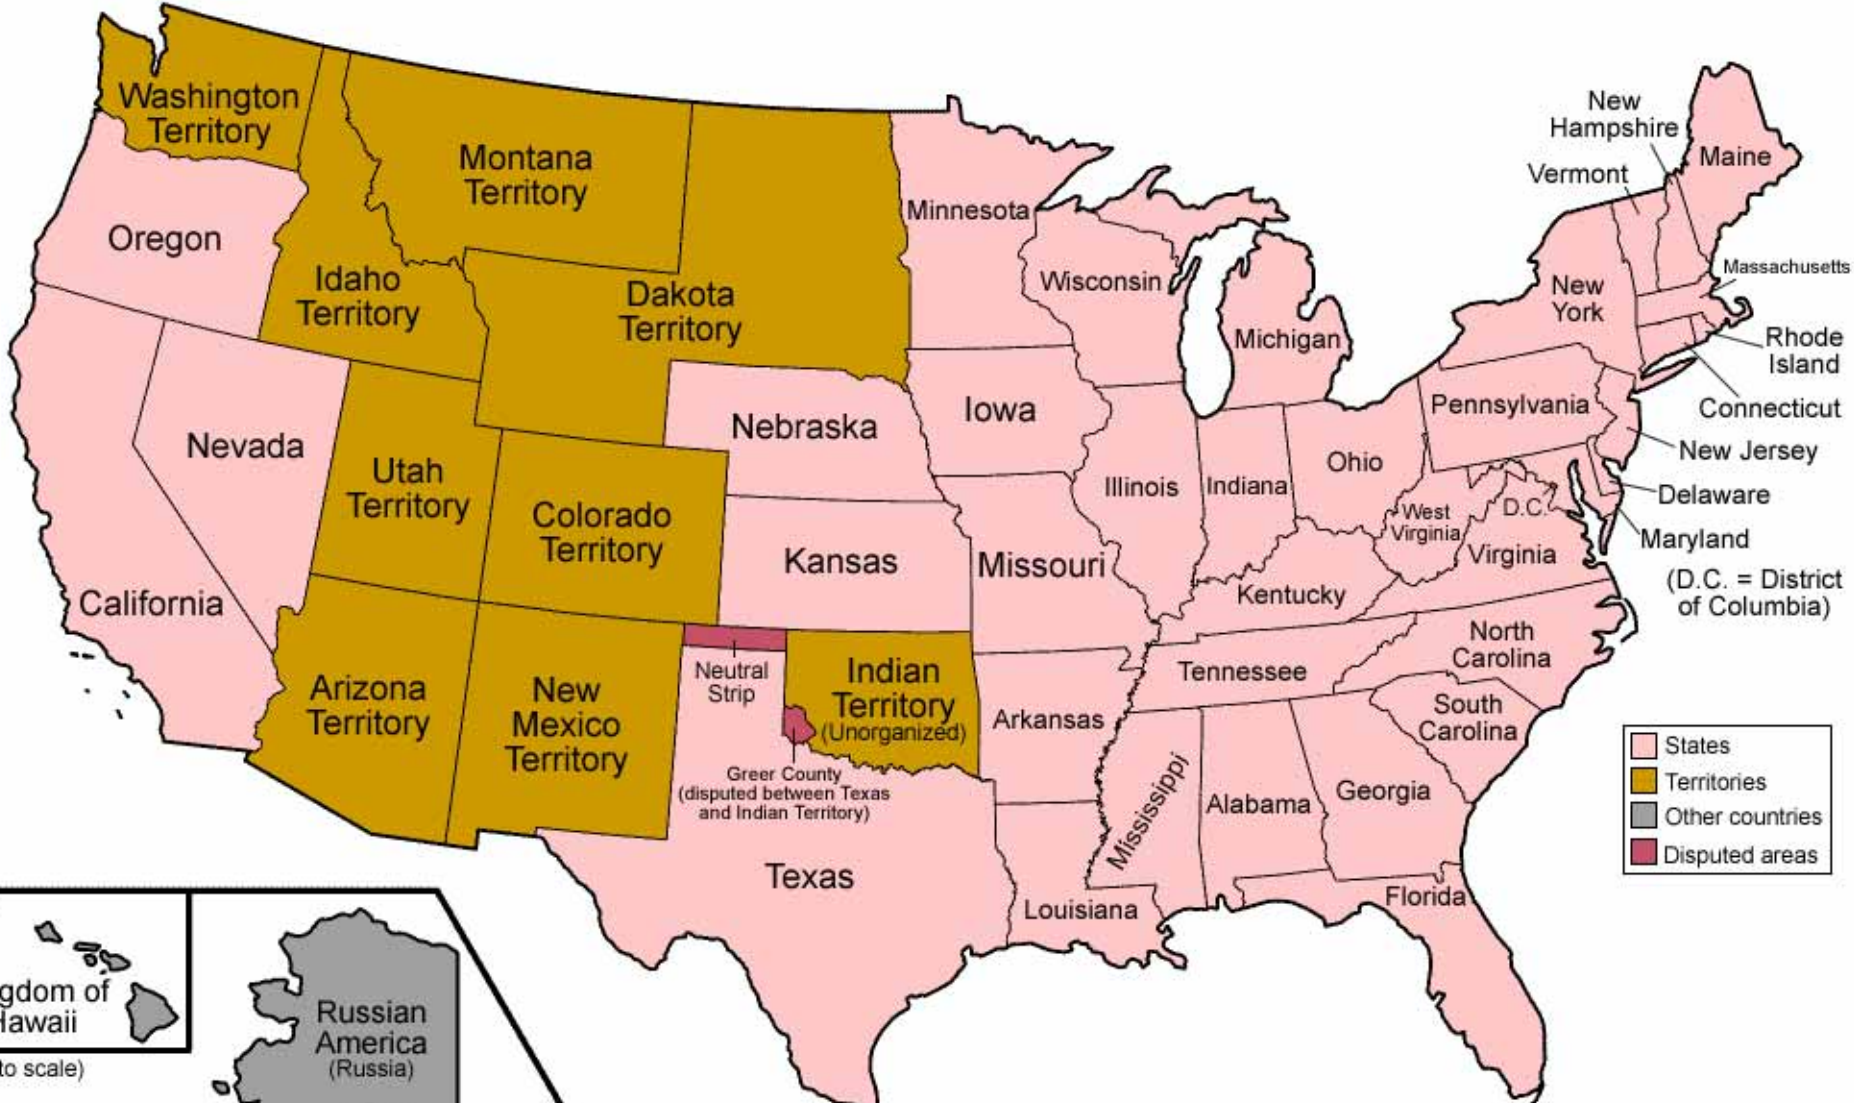 Washington
Territory
Montana
Territory
Oregon
Idaho
Territory
Dakota
Territory
Minnesota
Wisconsin
Michigan
New
Hampshire
Vermont
Maine
Massachusetts
New
York
Rhode
Island
Connecticut
Pennsylvania
New Jersey
Delaware
Maryland
(D.C. = District
of Columbia)
Nevada
Utah
Territory
Colorado
Territory
Nebraska
Iowa
Illinois
Indiana
Ohio
West
Virginia
D.C.
Virginia
California
Kansas
Missouri
Kentucky
Arizona
Territory
New
Mexico
Territory
Neutral
Strip
Indian
Territory
(Unorganized)
Greer County
(disputed between Texas
and Indian Territory)
Arkansas
Tennessee
North
Carolina
South
Carolina
Mississippi
Alabama
Georgia
Texas
Louisiana
Florida
States
Territories
Other countries
Disputed areas
gdom of
Hawaii
to scale)
Russian
America
(Russia)